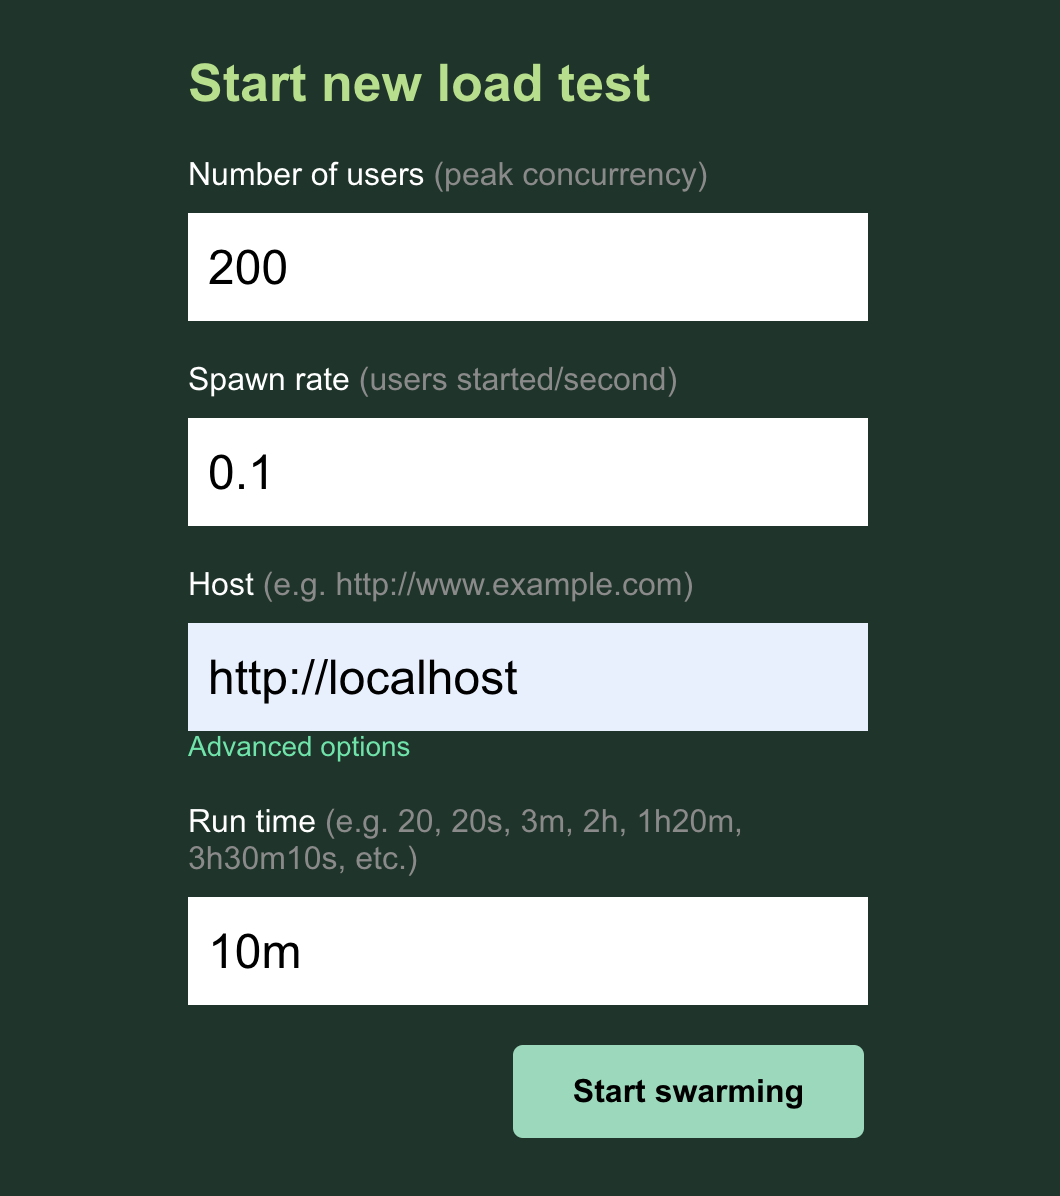 Start new load test
Number of users (peak concurrency)
200
Spawn rate (users started/second)
0.1
Host (e.g. http://www.example.com)
http://localhost
Advanced options
Run time (e.g. 20, 20s, 3m, 2h, 1h20m,
3h30m10s, etc.)
10m
Start swarming